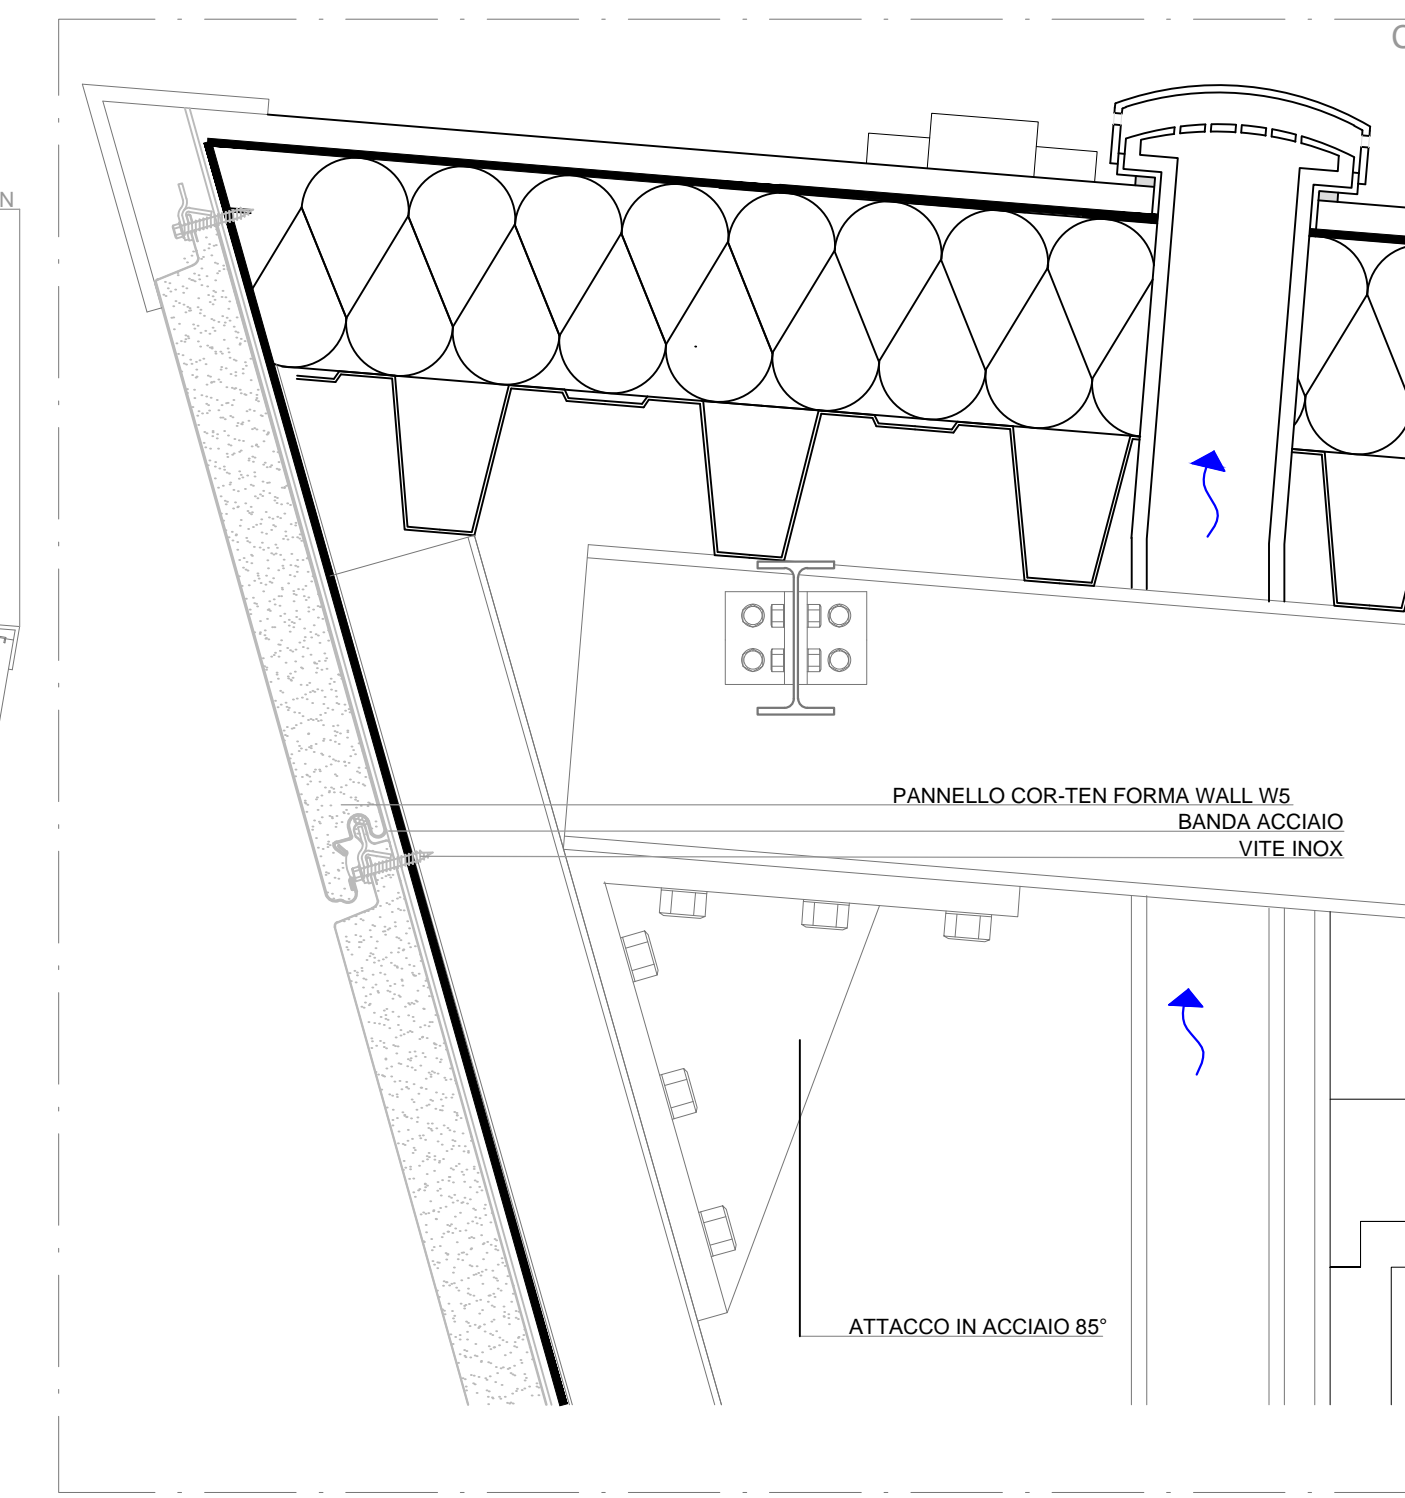 PANNELLO COR-TEN FORMA WALL W5
BANDA ACCIAIO
VITE INOX
ATTACCO IN ACCIAIO 85°